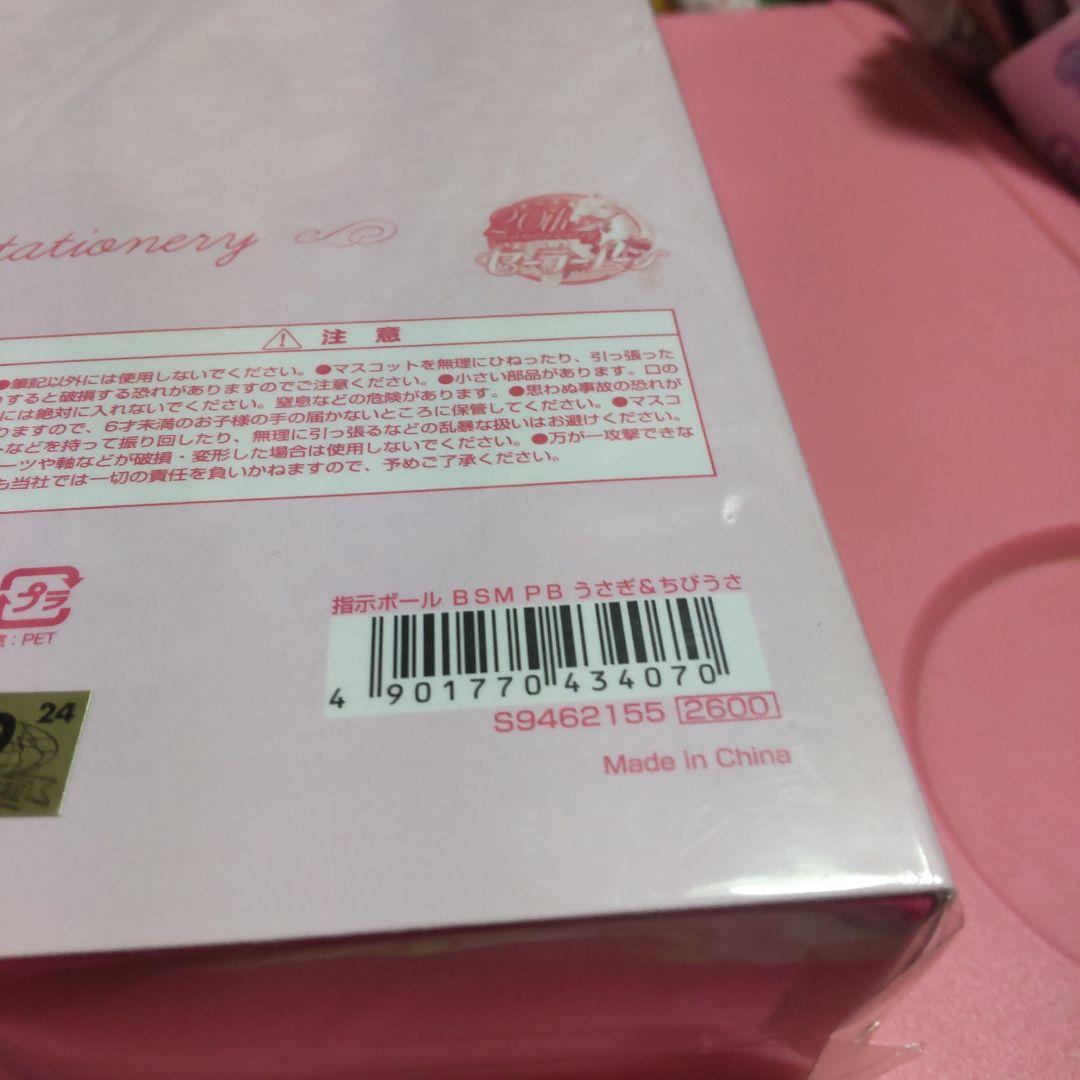 tationery
20th
セーラームーン
注意
●筆記以外には使用しないでください。●マスコットを無理にひねったり、引っ張った
すると破損する恐れがありますのでご注意ください。●小さい部品があります。口の
には絶対に入れないでください。窒息などの危険があります。●思わぬ事故の恐れが
りますので、6才未満のお子様の手の届かないところに保管してください。●マスコ
などを持って振り回したり、無理に引っ張るなどの乱暴な扱いはお避けください。
ーツや軸などが破損・変形した場合は使用しないでください。●万が一攻撃できな
も当社では一切の責任を負いかねますので、予めご了承ください。
プラ
: PET
指示ボール BSM PB うさぎ&ちびうさ
4 901770 434070
S9462155 2600
Made in China
24